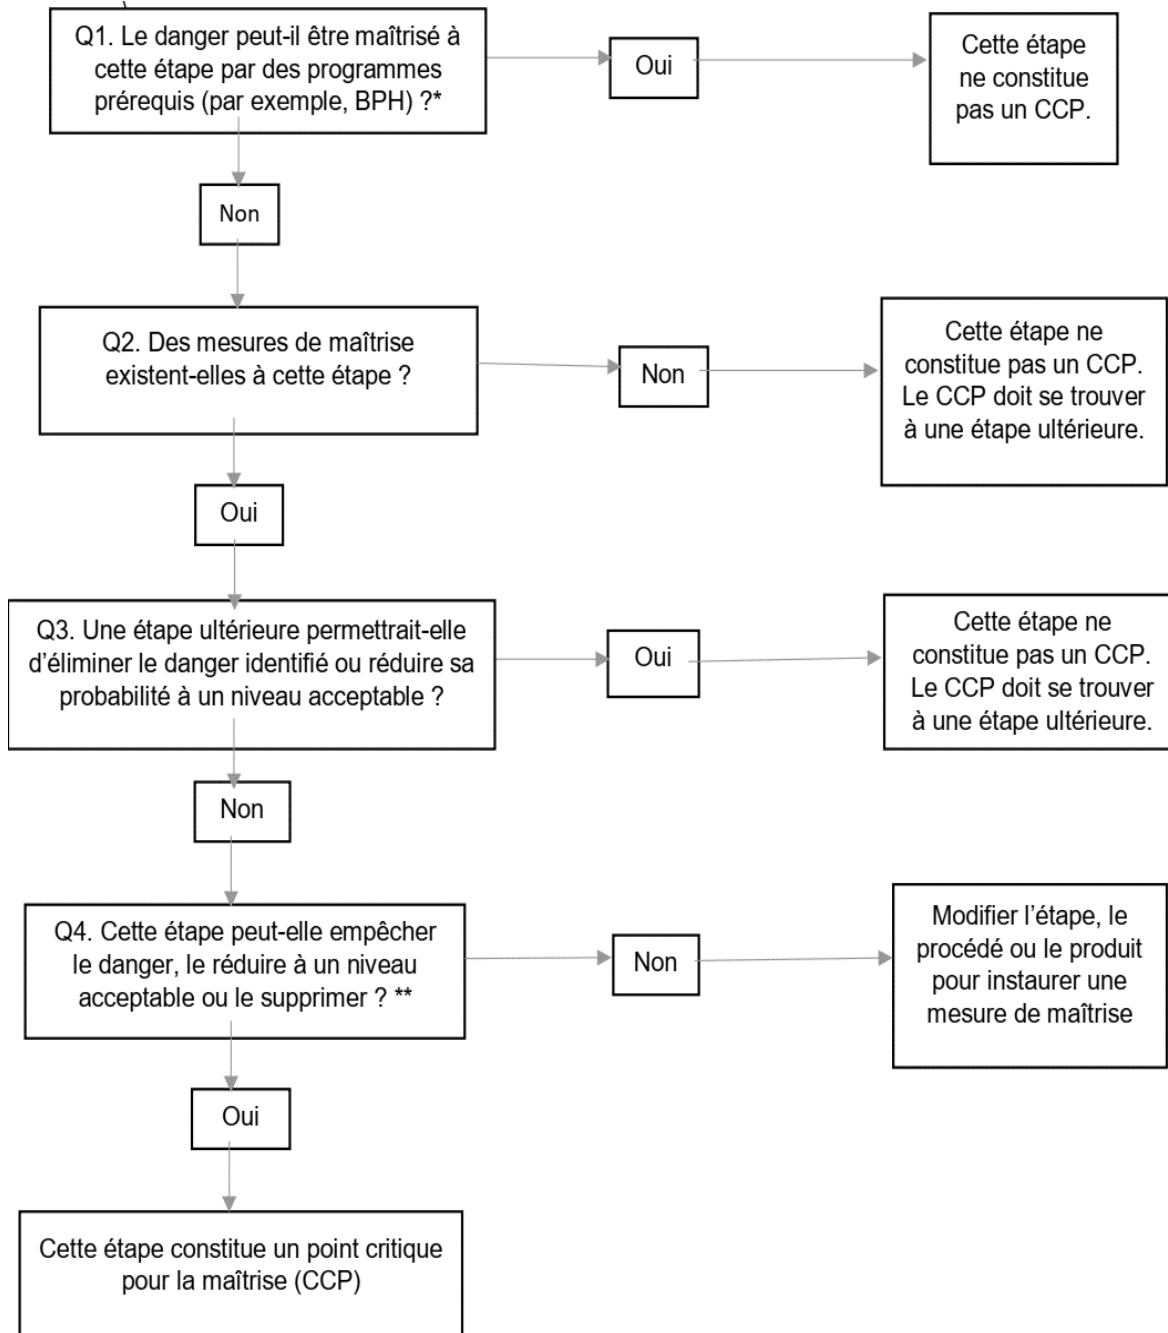 Q1. Le danger peut-il être maîtrisé à
cette étape par des programmes
prérequis (par exemple, BPH) ?*
Oui
Cette étape
ne constitue
pas un CCP.
Non
Q2. Des mesures de maîtrise
existent-elles à cette étape ?
Non
Cette étape ne
constitue pas un CCP.
Le CCP doit se trouver
à une étape ultérieure.
Oui
Q3. Une étape ultérieure permettrait-elle
d’éliminer le danger identifié ou réduire sa
probabilité à un niveau acceptable ?
Oui
Cette étape ne
constitue pas un CCP.
Le CCP doit se trouver
à une étape ultérieure.
Non
Q4. Cette étape peut-elle empêcher
le danger, le réduire à un niveau
acceptable ou le supprimer ? **
Non
Modifier l’étape, le
procédé ou le produit
pour instaurer une
mesure de maîtrise
Oui
Cette étape constitue un point critique
pour la maîtrise (CCP)